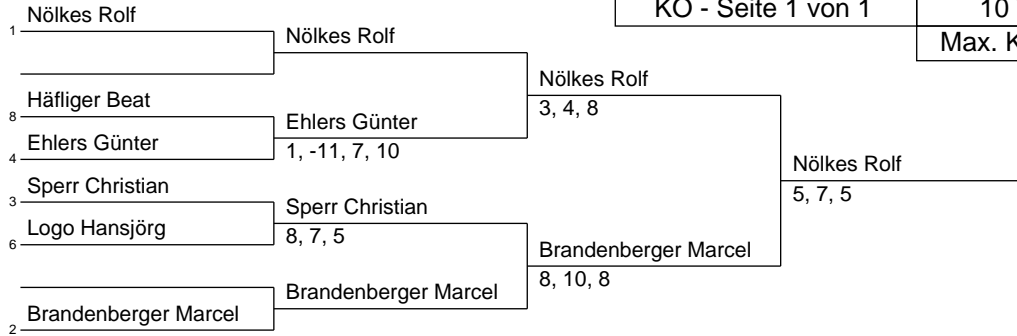 KO - Seite 1 von 1
10
Max. K
1 Nölkes Rolf
8 Häfliger Beat
4 Ehlers Günter
3 Sperr Christian
6 Logo Hansjörg
2 Brandenberger Marcel
Nölkes Rolf
Ehlers Günter
1, -11, 7, 10
Sperr Christian
8, 7, 5
Brandenberger Marcel
Nölkes Rolf
3, 4, 8
Brandenberger Marcel
8, 10, 8
Nölkes Rolf
5, 7, 5